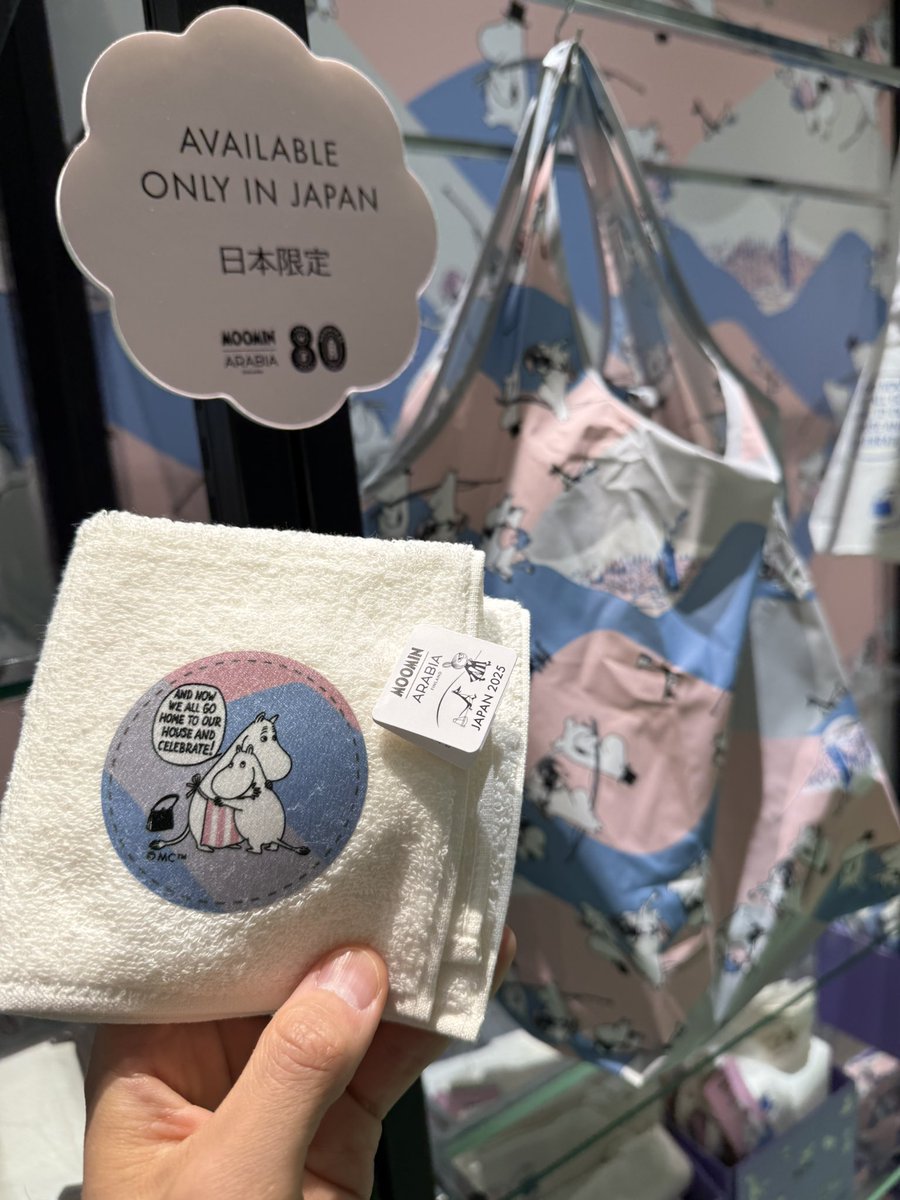 AVAILABLE
ONLY IN JAPAN
日本限定
MOOMIN
ARABIA
80
AND NOW
WE ALL GO
HOME TO OUR
HOUSE AND
CELEBRATE!
©MC™
MOOMIN
ARABIA
FINLAND
JAPAN 2025